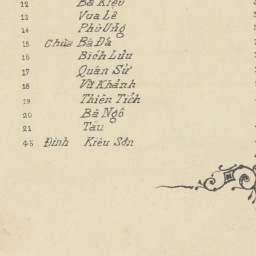 12 Bà Kiệu
13 Vua Lê
14 Phù Ủng
15 Chùa Bà Đá
16 Bích Lưu
17 Quán Sứ
18 Vũ Khánh
19 Thiên Tích
20 Bà Ngô
21 Tàu
45 Đình Kiêu Sơn